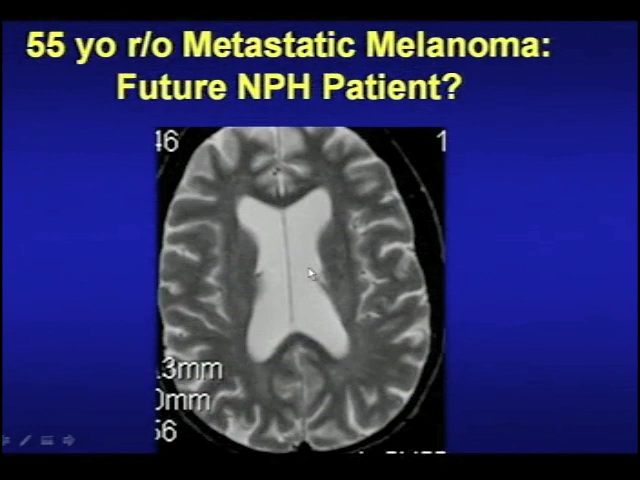 55 yo r/o Metastatic Melanoma:
Future NPH Patient?
46
1
.3mm
0mm
56